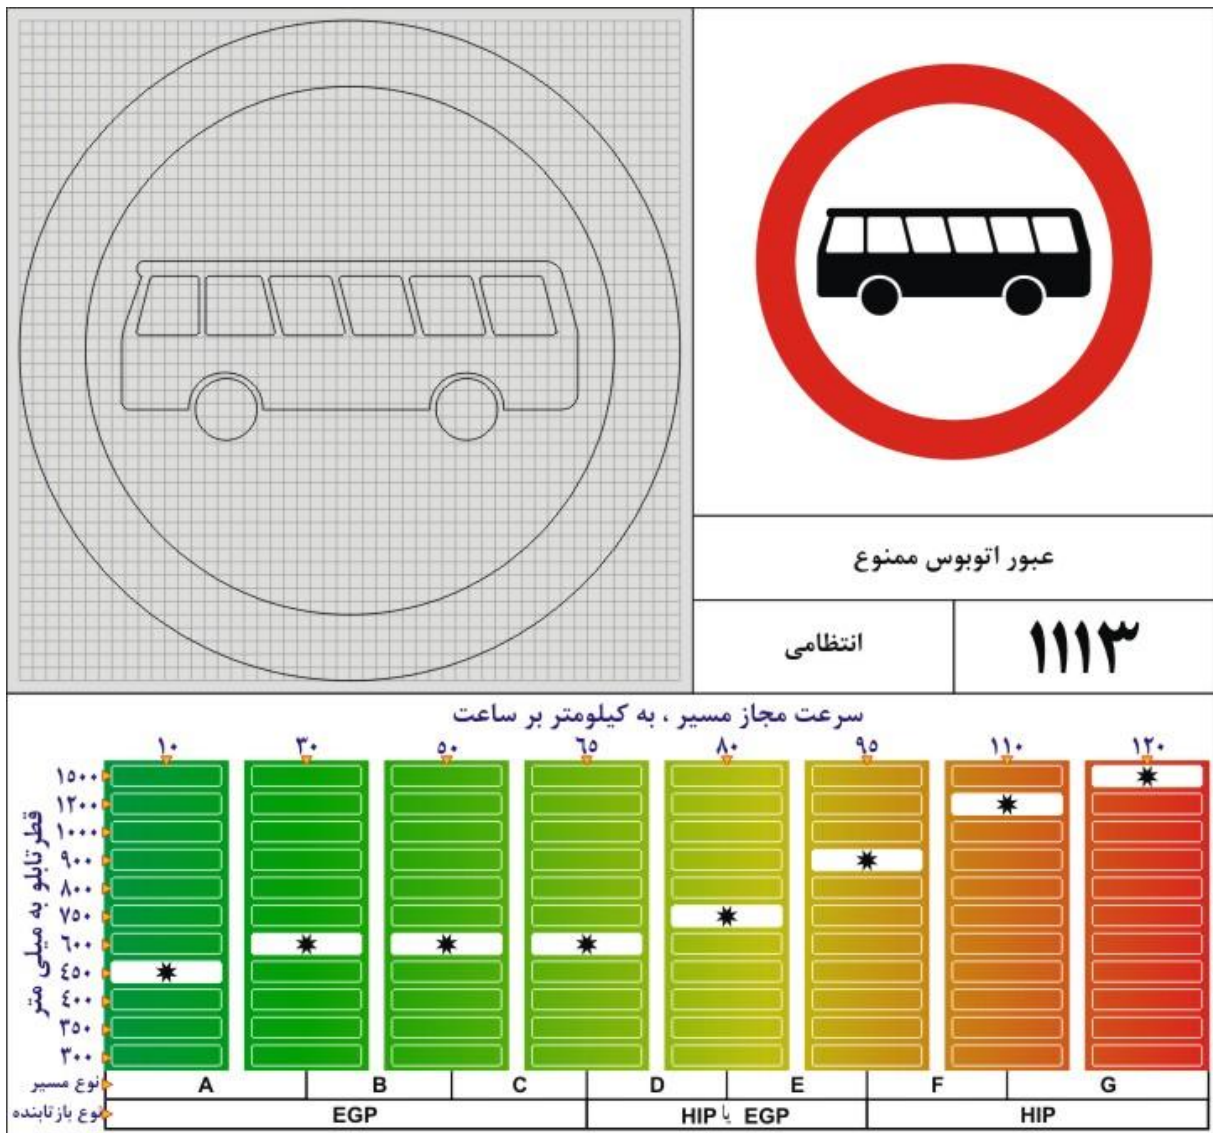 عبور اتوبوس ممنوع
انتظامی
۱۱۱۳
سرعت مجاز مسیر ، به کیلومتر بر ساعت
۱۰ ۳۰ ۵۰ ۶۵ ۸۰ ۹۵ ۱۱۰ ۱۲۰
قطر تابلو به میلی متر
۱۵۰۰
۱۲۰۰
۱۰۰۰
۹۰۰
۸۰۰
۷۵۰
۶۰۰
۴۵۰
۴۰۰
۳۵۰
۳۰۰
نوع مسیر A B C D E F G
نوع بازتابنده EGP HIP یا EGP HIP